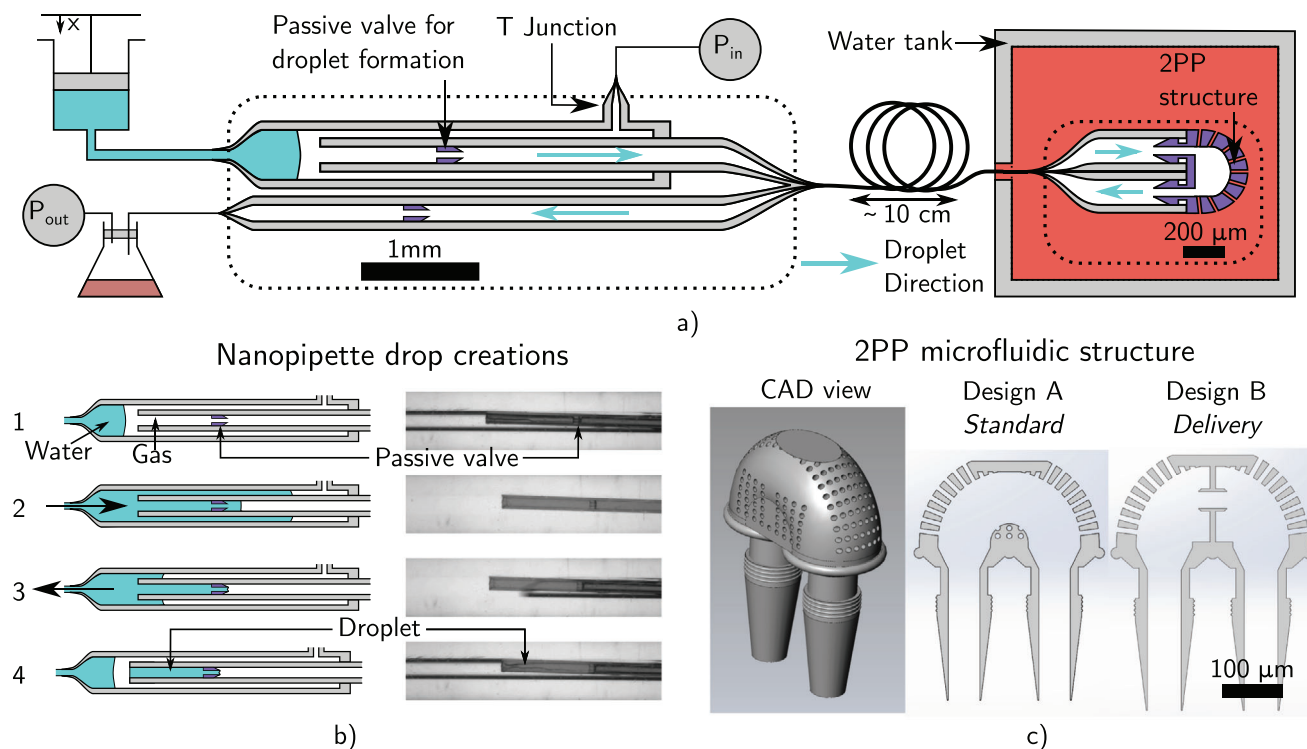 x
Passive valve for
droplet formation
T Junction
P_in
Water tank
2PP
structure
P_out
1mm
~ 10 cm
200 μm
Droplet
Direction
a)
Nanopipette drop creations
1
Water
Gas
Passive valve
2
3
Droplet
4
b)
2PP microfluidic structure
CAD view
Design A
Standard
Design B
Delivery
100 μm
c)